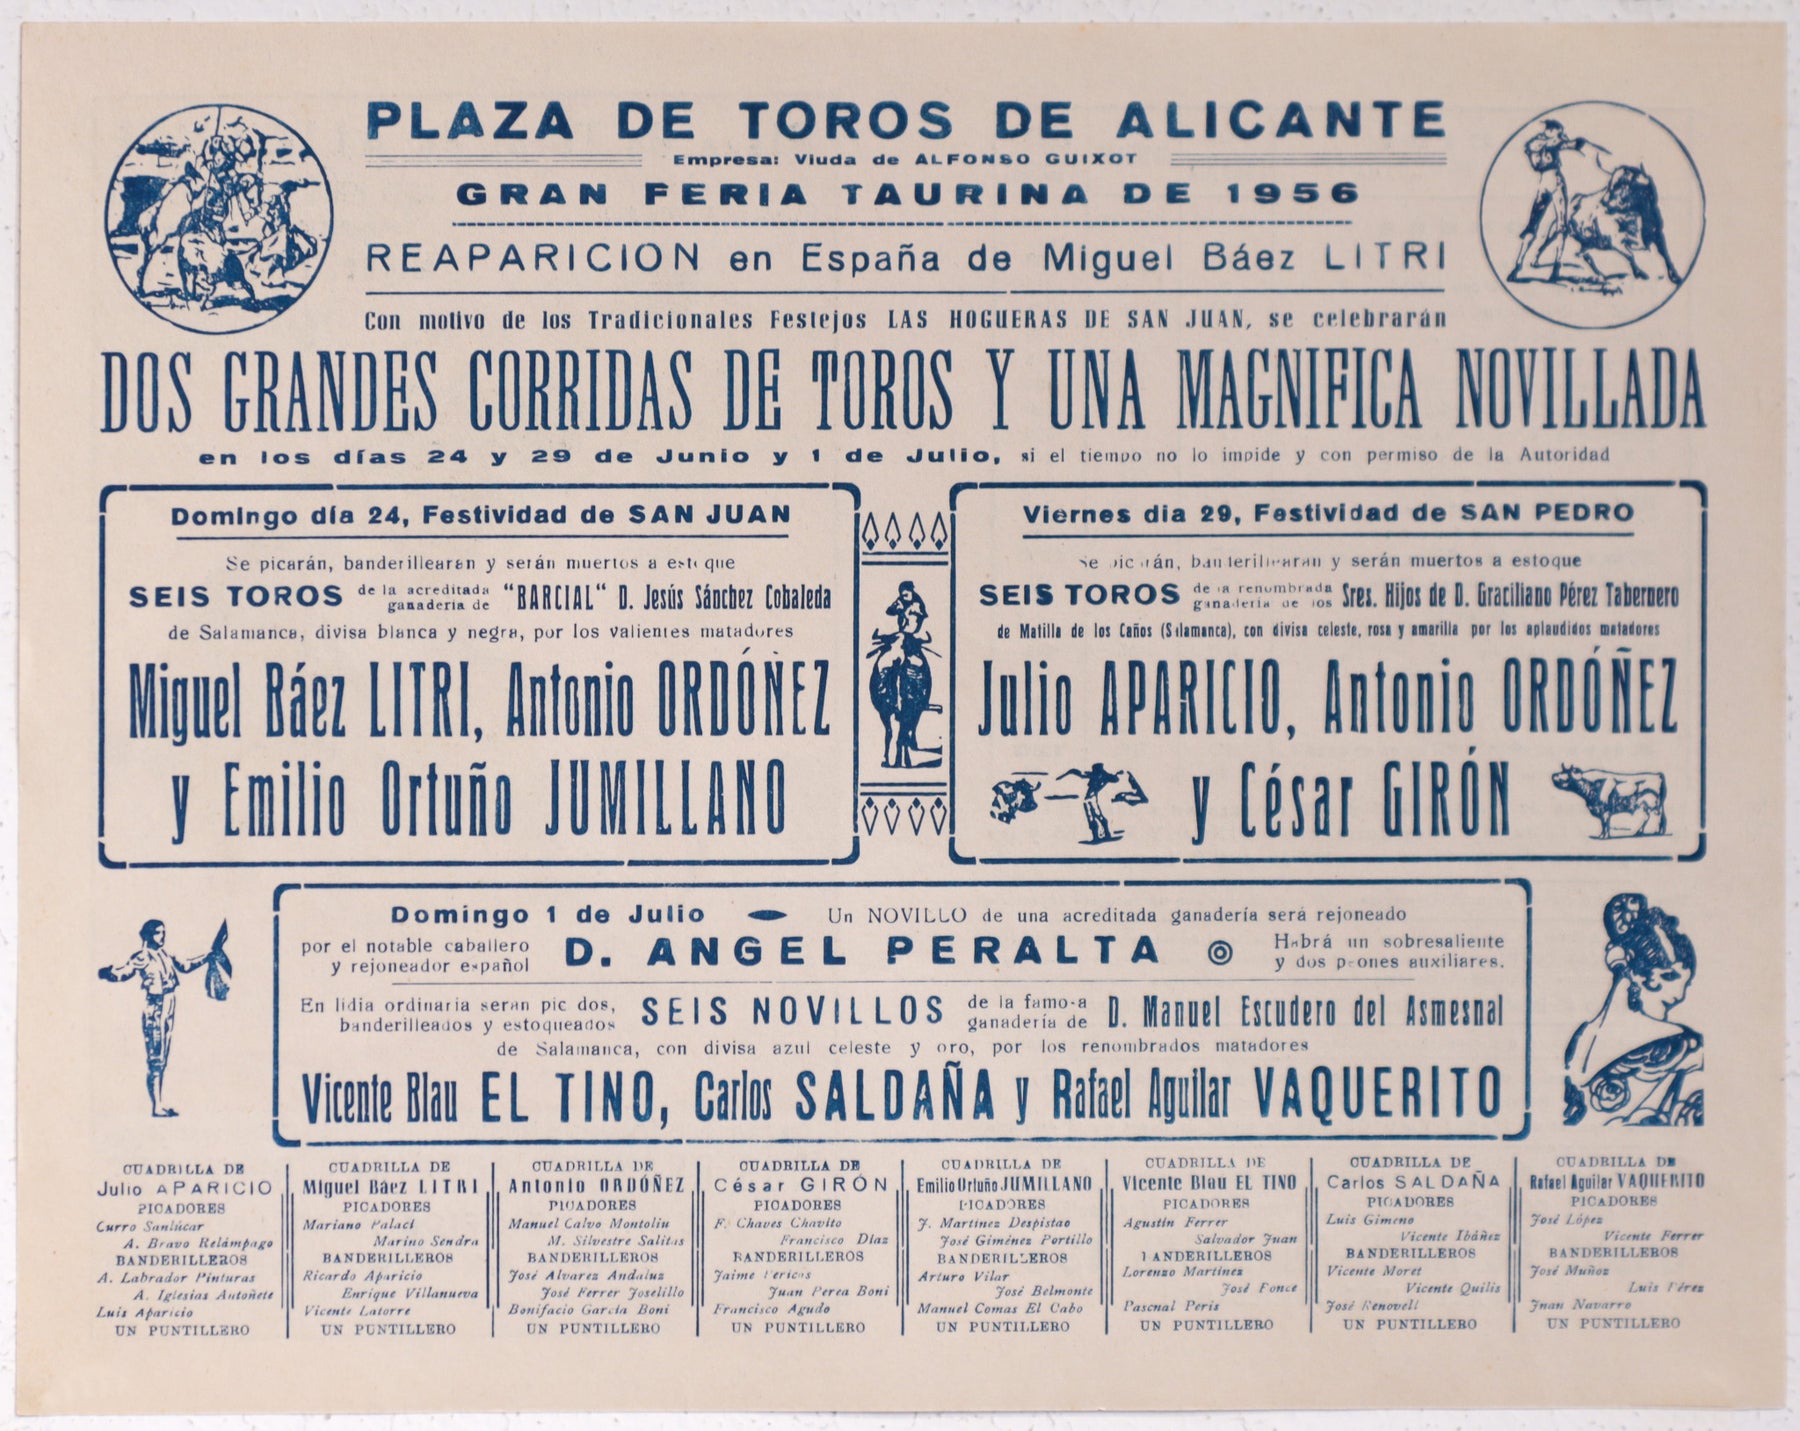 PLAZA DE TOROS DE ALICANTE
Empresa: Viuda de ALFONSO GUIXOT
GRAN FERIA TAURINA DE 1956
REAPARICION en España de Miguel Báez LITRI
Con motivo de los Tradicionales Festejos LAS HOGUERAS DE SAN JUAN, se celebrarán
DOS GRANDES CORRIDAS DE TOROS Y UNA MAGNIFICA NOVILLADA
en los días 24 y 29 de Junio y 1 de Julio, si el tiempo no lo impide y con permiso de la Autoridad
Domingo día 24, Festividad de SAN JUAN
Se picarán, banderillearan y serán muertos a estoque
SEIS TOROS de la acreditada ganadería de "BARCIAL" D. Jesús Sánchez Cobaleda
de Salamanca, divisa blanca y negra, por los valientes matadores
Miguel Báez LITRI, Antonio ORDÓÑEZ
y Emilio Ortuño JUMILLANO
Viernes dia 29, Festividad de SAN PEDRO
Se picarán, banderillearan y serán muertos a estoque
SEIS TOROS de la renombrada ganadería de los Sres. Hijos de D. Graciliano Pérez Tabernero
de Matilla de los Caños (Salamanca), con divisa celeste, rosa y amarilla por los aplaudidos matadores
Julio APARICIO, Antonio ORDÓÑEZ
y César GIRÓN
Domingo 1 de Julio Un NOVILLO de una acreditada ganadería será rejoneado
por el notable caballero y rejoneador español D. ANGEL PERALTA Habrá un sobresaliente y dos peones auxiliares.
En lidia ordinaria seran picados, banderilleados y estoqueados SEIS NOVILLOS de la famosa ganadería de D. Manuel Escudero del Asmesnal
de Salamanca, con divisa azul celeste y oro, por los renombrados matadores
Vicente Blau EL TINO, Carlos SALDAÑA y Rafael Aguilar VAQUERITO
CUADRILLA DE
Julio APARICIO
PICADORES
Curro Sanlúcar
A. Bravo Relámpago
BANDERILLEROS
A. Labrador Pinturas
A. Iglesias Antoñete
Luis Aparicio
UN PUNTILLERO
CUADRILLA DE
Miguel Báez LITRI
PICADORES
Mariano Palaci
Marino Sendra
BANDERILLEROS
Ricardo Aparicio
Enrique Villanueva
Vicente Latorre
UN PUNTILLERO
CUADRILLA DE
Antonio ORDÓÑEZ
PICADORES
Manuel Calvo Montoliu
M. Silvestre Salitas
BANDERILLEROS
José Alvarez Andaluz
José Ferrer Joselillo
Bonifacio García Boni
UN PUNTILLERO
CUADRILLA DE
César GIRÓN
PICADORES
F. Chaves Chavito
Francisco Díaz
BANDERILLEROS
Jaime Pericas
Juan Perea Boni
Francisco Agudo
UN PUNTILLERO
CUADRILLA DE
Emilio Ortuño JUMILLANO
PICADORES
J. Martínez Despistao
José Giménez Portillo
BANDERILLEROS
Arturo Vilar
José Belmonte
Manuel Comas El Cabo
UN PUNTILLERO
CUADRILLA DE
Vicente Blau EL TINO
PICADORES
Agustín Ferrer
Salvador Juan
BANDERILLEROS
Lorenzo Martínez
José Fonce
Pascual Peris
UN PUNTILLERO
CUADRILLA DE
Carlos SALDAÑA
PICADORES
Luis Gimeno
Vicente Ibáñez
BANDERILLEROS
Vicente Moret
Vicente Quilis
José Renovell
UN PUNTILLERO
CUADRILLA DE
Rafael Aguilar VAQUERITO
PICADORES
José López
Vicente Ferrer
BANDERILLEROS
José Muñoz
Luis Pérez
Juan Navarro
UN PUNTILLERO